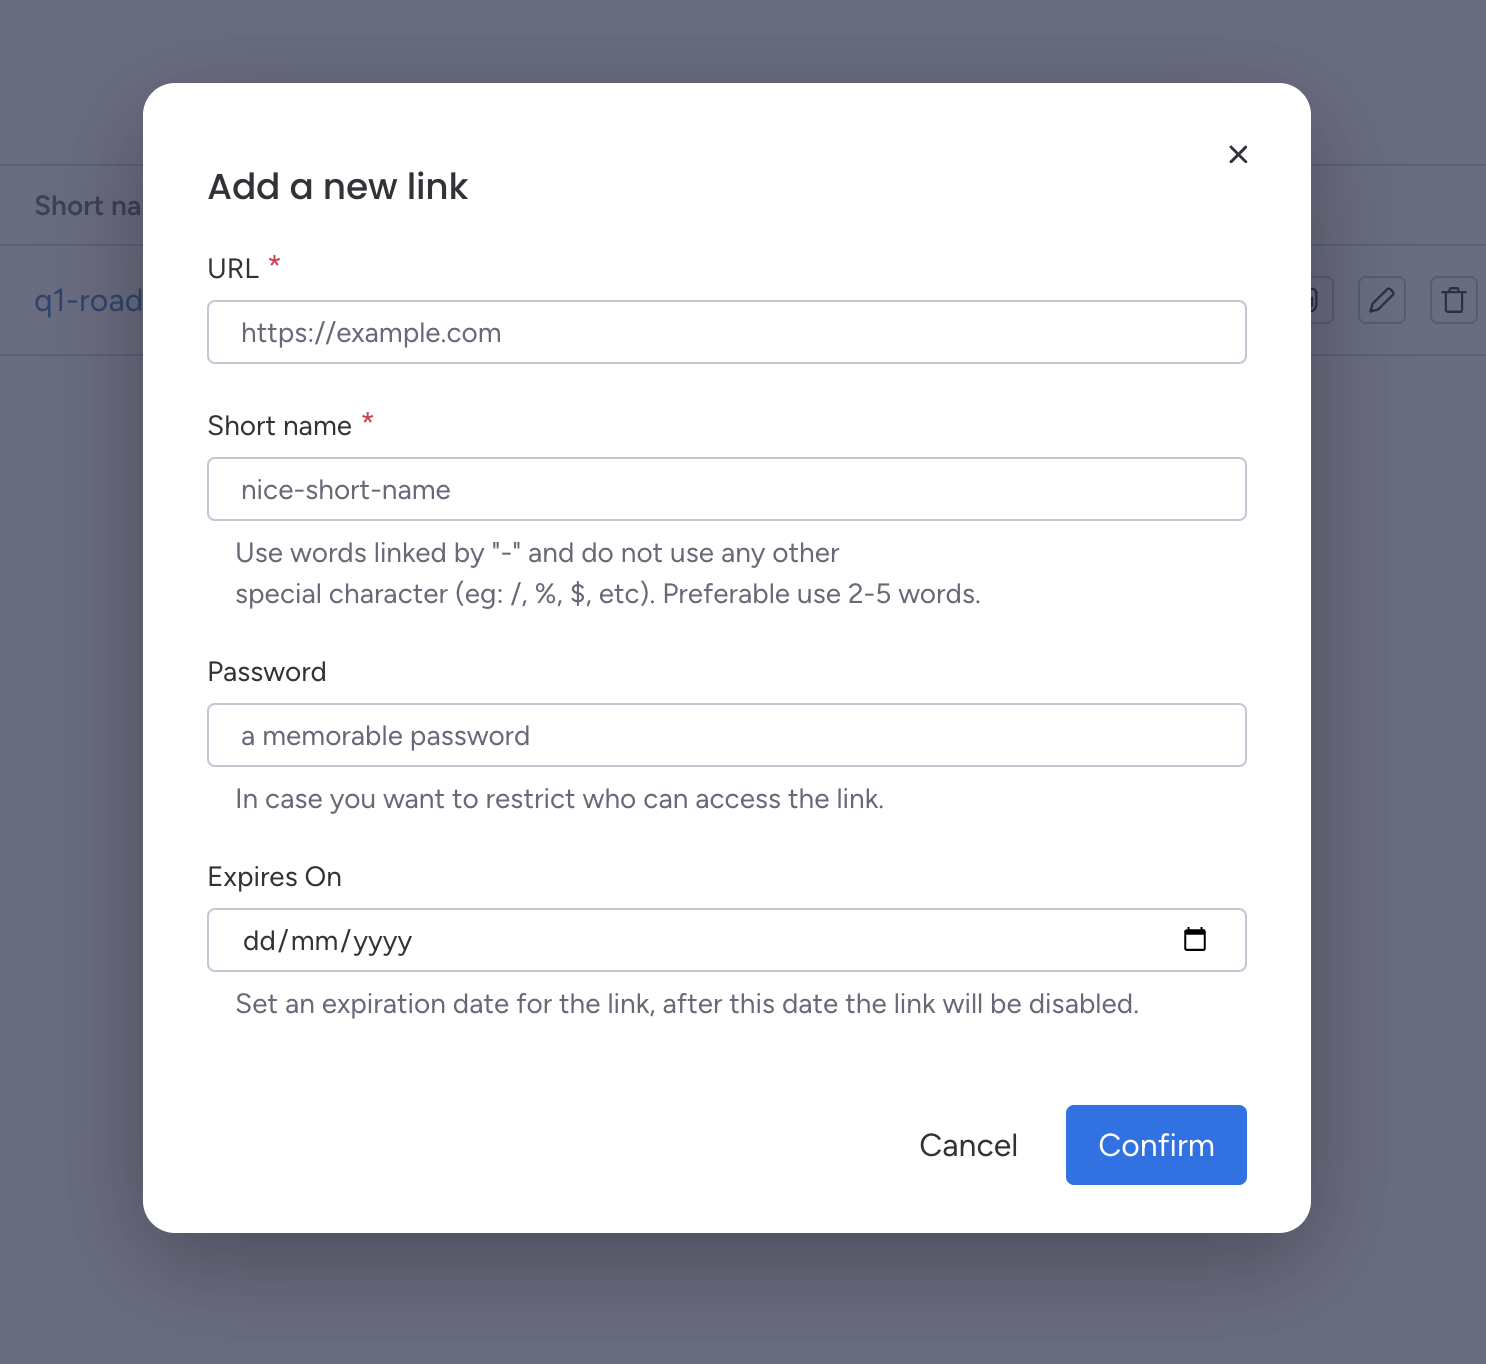 Add a new link
URL *
https://example.com
Short name *
nice-short-name
Use words linked by "-" and do not use any other
special character (eg: /, %, $, etc). Preferable use 2-5 words.
Password
a memorable password
In case you want to restrict who can access the link.
Expires On
dd/mm/yyyy
Set an expiration date for the link, after this date the link will be disabled.
Cancel
Confirm
Short na
q1-road